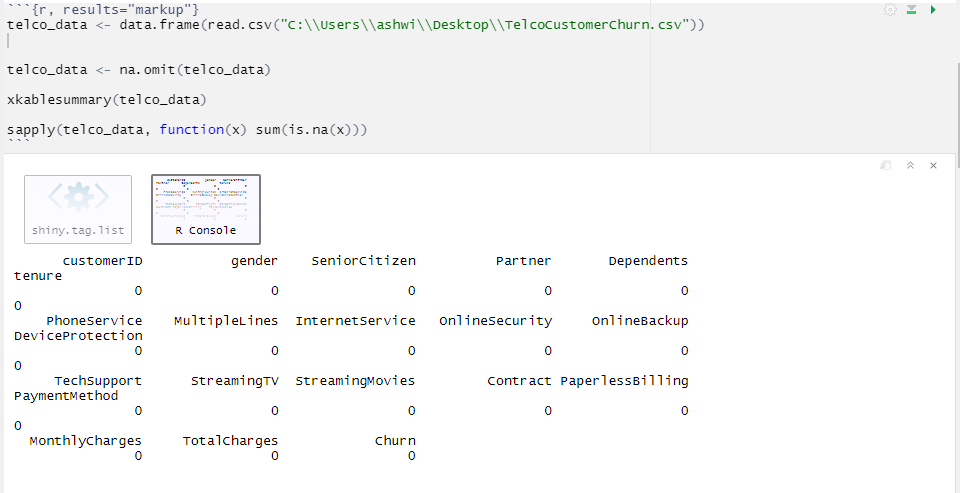 ```{r, results="markup"}
telco_data <- data.frame(read.csv("C:\\Users\\ashwi\\Desktop\\TelcoCustomerChurn.csv"))
telco_data <- na.omit(telco_data)
xkablesummary(telco_data)
sapply(telco_data, function(x) sum(is.na(x)))
```
shiny.tag.list
R Console
customerID gender SeniorCitizen Partner Dependents
tenure
0 0 0 0 0
0
PhoneService MultipleLines InternetService OnlineSecurity OnlineBackup
DeviceProtection
0 0 0 0 0
0
TechSupport StreamingTV StreamingMovies Contract PaperlessBilling
PaymentMethod
0 0 0 0 0
0
MonthlyCharges TotalCharges Churn
0 0 0